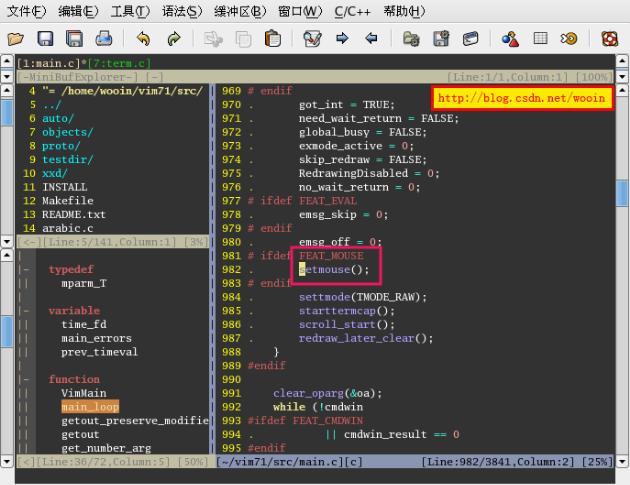 文件(F) 编辑(E) 工具(T) 语法(S) 缓冲区(B) 窗口(W) C/C++ 帮助(H)
[1:main.c]*[7:term.c]
[-MiniBufExplorer-] [-] [Line:1/1,Column:1] [100%]
http://blog.csdn.net/wooin
4 "= /home/wooin/vim71/src/
5 ../
6 auto/
7 objects/
8 proto/
9 testdir/
10 xxd/
11 INSTALL
12 Makefile
13 README.txt
14 arabic.c
[<-][Line:5/141,Column:1] [3%]
|
|- typedef
|| mparm_T
|
|- variable
|| time_fd
|| main_errors
|| prev_timeval
|
|- function
|| VimMain
|| main_loop
|| getout_preserve_modifie
|| getout
|| get_number_arg
[<][Line:36/72,Column:5] [50%]
969 # endif
970 . got_int = TRUE;
971 . need_wait_return = FALSE;
972 . global_busy = FALSE;
973 . exmode_active = 0;
974 . skip_redraw = FALSE;
975 . RedrawingDisabled = 0;
976 . no_wait_return = 0;
977 # ifdef FEAT_EVAL
978 . emsg_skip = 0;
979 # endif
980 . emsg_off = 0;
981 # ifdef FEAT_MOUSE
982 . setmouse();
983 # endif
984 . settmode(TMODE_RAW);
985 . starttermcap();
986 . scroll_start();
987 . redraw_later_clear();
988 }
989 #endif
990
991 clear_oparg(&oa);
992 while (!cmdwin
993 #ifdef FEAT_CMDWIN
994 . || cmdwin_result == 0
995 #endif
[~/vim71/src/main.c][c] [Line:982/3841,Column:2] [25%]